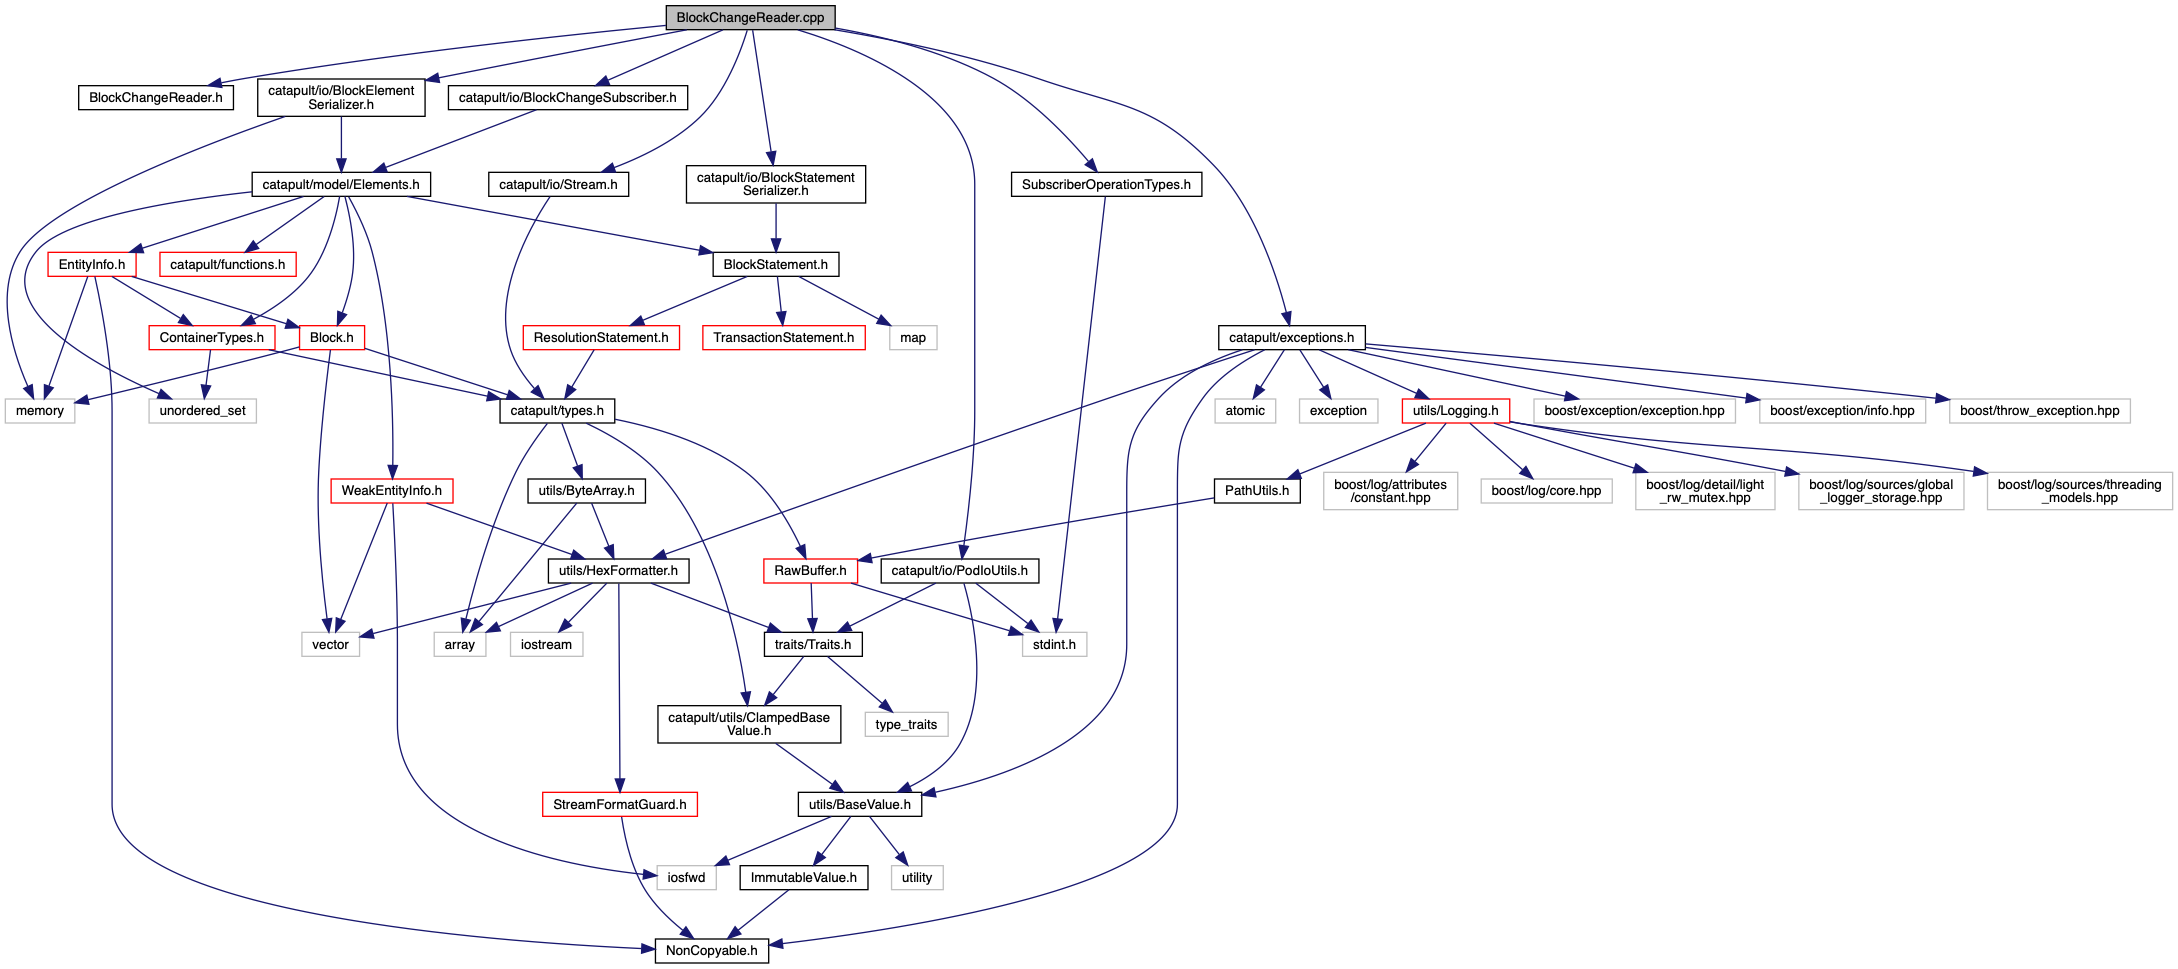 BlockChangeReader.cpp
BlockChangeReader.h
catapult/io/BlockElement
Serializer.h
catapult/io/BlockChangeSubscriber.h
catapult/model/Elements.h
catapult/io/Stream.h
catapult/io/BlockStatement
Serializer.h
SubscriberOperationTypes.h
EntityInfo.h
catapult/functions.h
BlockStatement.h
ContainerTypes.h
Block.h
ResolutionStatement.h
TransactionStatement.h
map
catapult/exceptions.h
memory
unordered_set
catapult/types.h
atomic
exception
utils/Logging.h
boost/exception/exception.hpp
boost/exception/info.hpp
boost/throw_exception.hpp
WeakEntityInfo.h
utils/ByteArray.h
PathUtils.h
boost/log/attributes
/constant.hpp
boost/log/core.hpp
boost/log/detail/light
_rw_mutex.hpp
boost/log/sources/global
_logger_storage.hpp
boost/log/sources/threading
_models.hpp
utils/HexFormatter.h
RawBuffer.h
catapult/io/PodIoUtils.h
vector
array
iostream
traits/Traits.h
stdint.h
catapult/utils/ClampedBase
Value.h
type_traits
StreamFormatGuard.h
utils/BaseValue.h
iosfwd
ImmutableValue.h
utility
NonCopyable.h